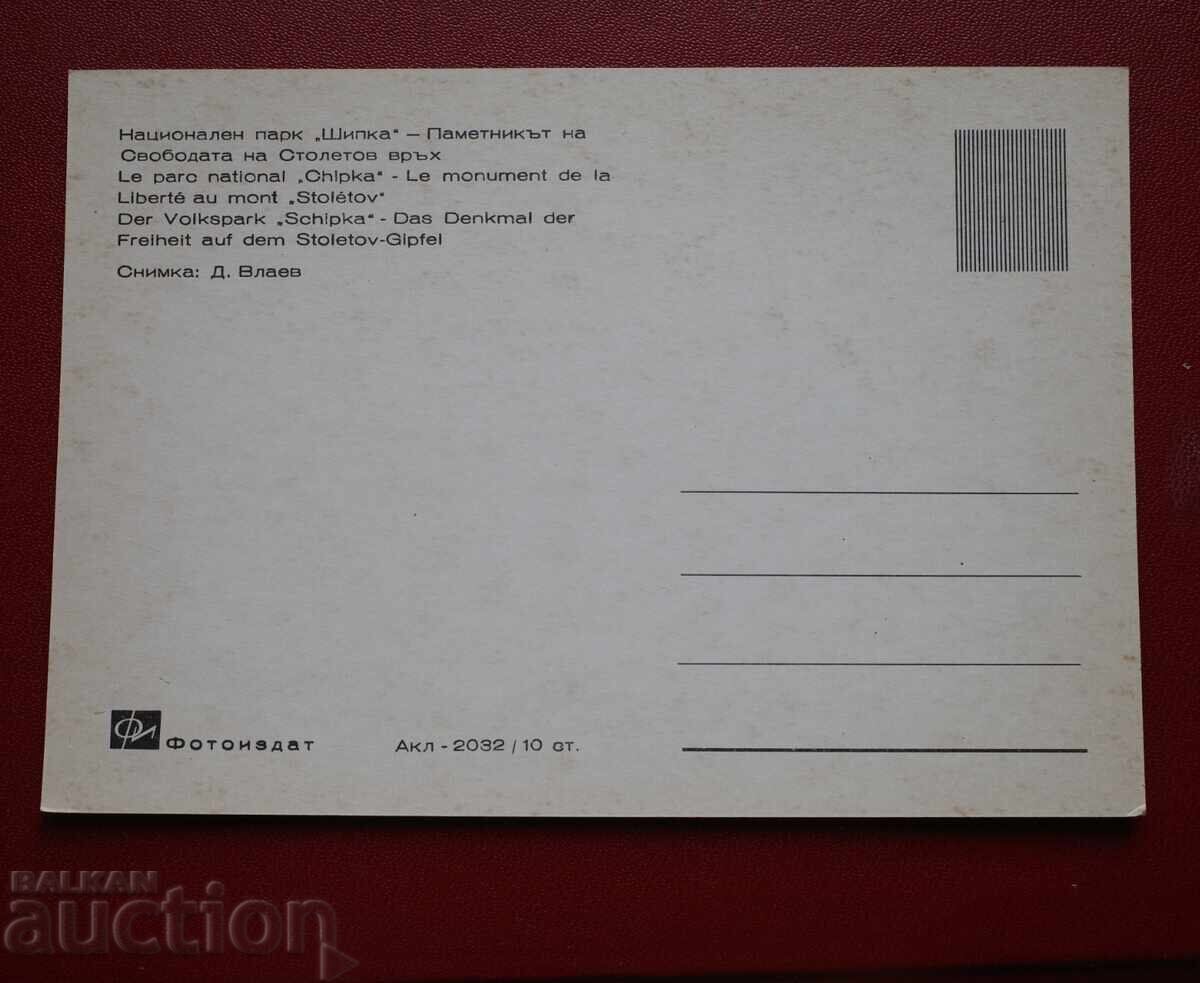 Национален парк „Шипка“ – Паметникът на
Свободата на Столетов връх
Le parc national „Chipka“ - Le monument de la
Liberté au mont „Stolétov“
Der Volkspark „Schipka“ - Das Denkmal der
Freiheit auf dem Stoletov-Gipfel
Снимка: Д. Влаев
ФИ Фотоиздат
Акл - 2032 / 10 ст.
BALKAN
auction